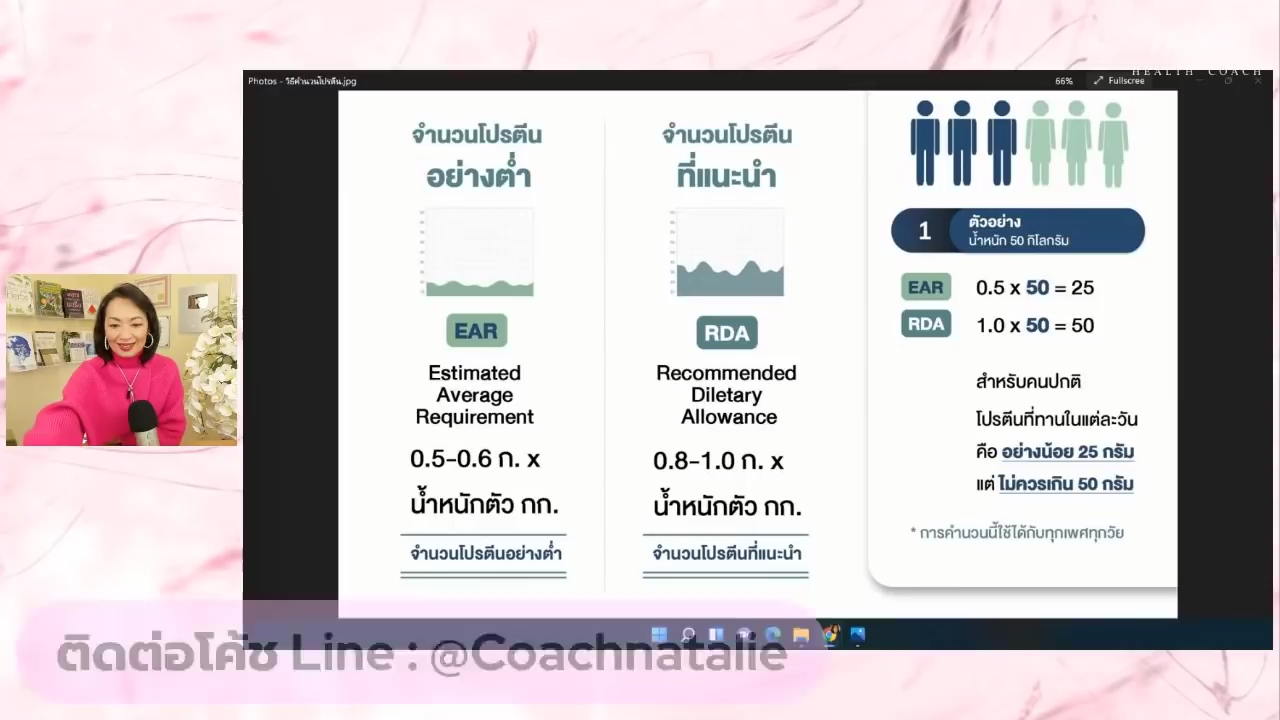 HEALTH COACH
Photos - วิธีคำนวนโปรตีน.jpg
66%
Fullscree
จำนวนโปรตีน
อย่างต่ำ
EAR
Estimated
Average
Requirement
0.5-0.6 ก. x
น้ำหนักตัว กก.
จำนวนโปรตีนอย่างต่ำ
จำนวนโปรตีน
ที่แนะนำ
RDA
Recommended
Diletary
Allowance
0.8-1.0 ก. x
น้ำหนักตัว กก.
จำนวนโปรตีนที่แนะนำ
1
ตัวอย่าง
น้ำหนัก 50 กิโลกรัม
EAR 0.5 x 50 = 25
RDA 1.0 x 50 = 50
สำหรับคนปกติ
โปรตีนที่ทานในแต่ละวัน
คือ อย่างน้อย 25 กรัม
แต่ ไม่ควรเกิน 50 กรัม
* การคำนวนนี้ใช้ได้กับทุกเพศทุกวัย
ติดต่อโค้ช Line : @Coachnatalie